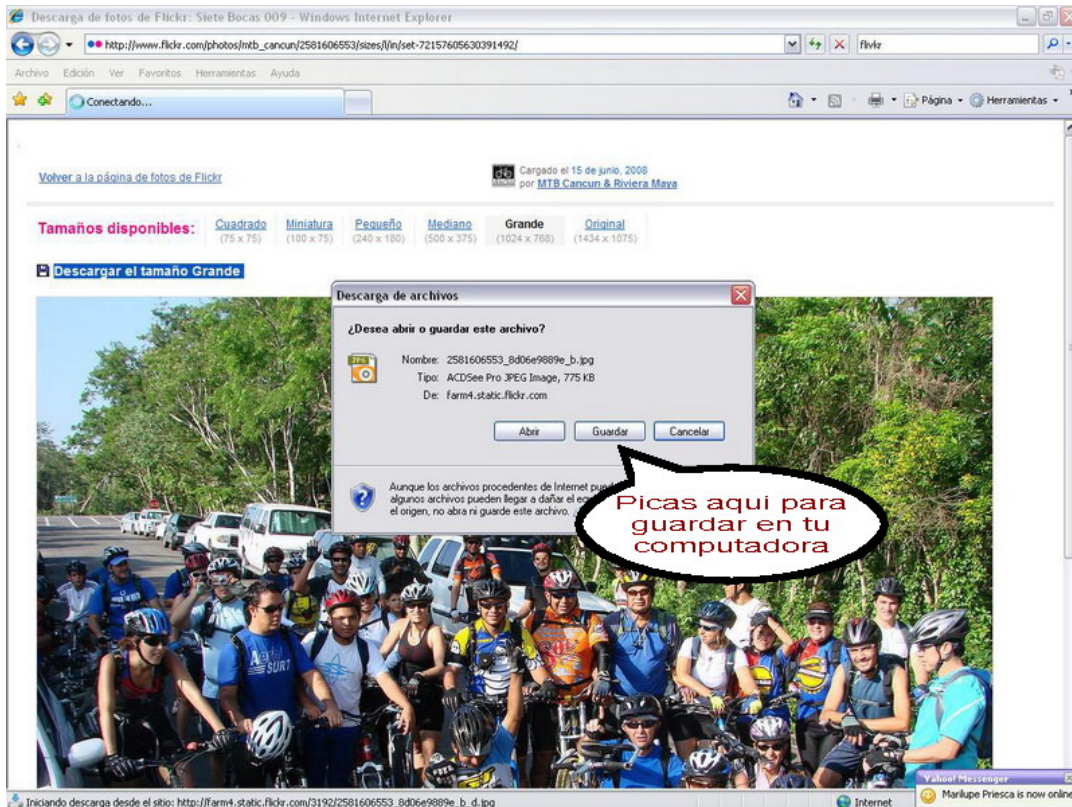 Descarga de fotos de Flickr: Siete Bocas 009 - Windows Internet Explorer
http://www.flickr.com/photos/mtb_cancun/2581606553/sizes/l/in/set-72157605630391492/
flivkr
Archivo Edición Ver Favoritos Herramientas Ayuda
Conectando...
Página
Herramientas
Volver a la página de fotos de Flickr
Cargado el 15 de junio, 2008
por MTB Cancun & Riviera Maya
Tamaños disponibles:
Cuadrado Miniatura Pequeño Mediano Grande Original
(75 x 75) (100 x 75) (240 x 180) (500 x 375) (1024 x 768) (1434 x 1075)
Descargar el tamaño Grande
Descarga de archivos
¿Desea abrir o guardar este archivo?
JPEG
Nombre: 2581606553_8d06e9889e_b.jpg
Tipo: ACDSee Pro JPEG Image, 775 KB
De: farm4.static.flickr.com
Abrir Guardar Cancelar
Aunque los archivos procedentes de Internet
algunos archivos pueden llegar a dañar el
el origen, no abra ni guarde este archivo.
Picas aqui para
guardar en tu
computadora
SURT
Yahoo! Messenger
Marilupe Priesca is now online
Iniciando descarga desde el sitio: http://farm4.static.flickr.com/3192/2581606553_8d06e9889e_b_d.jpg
Internet